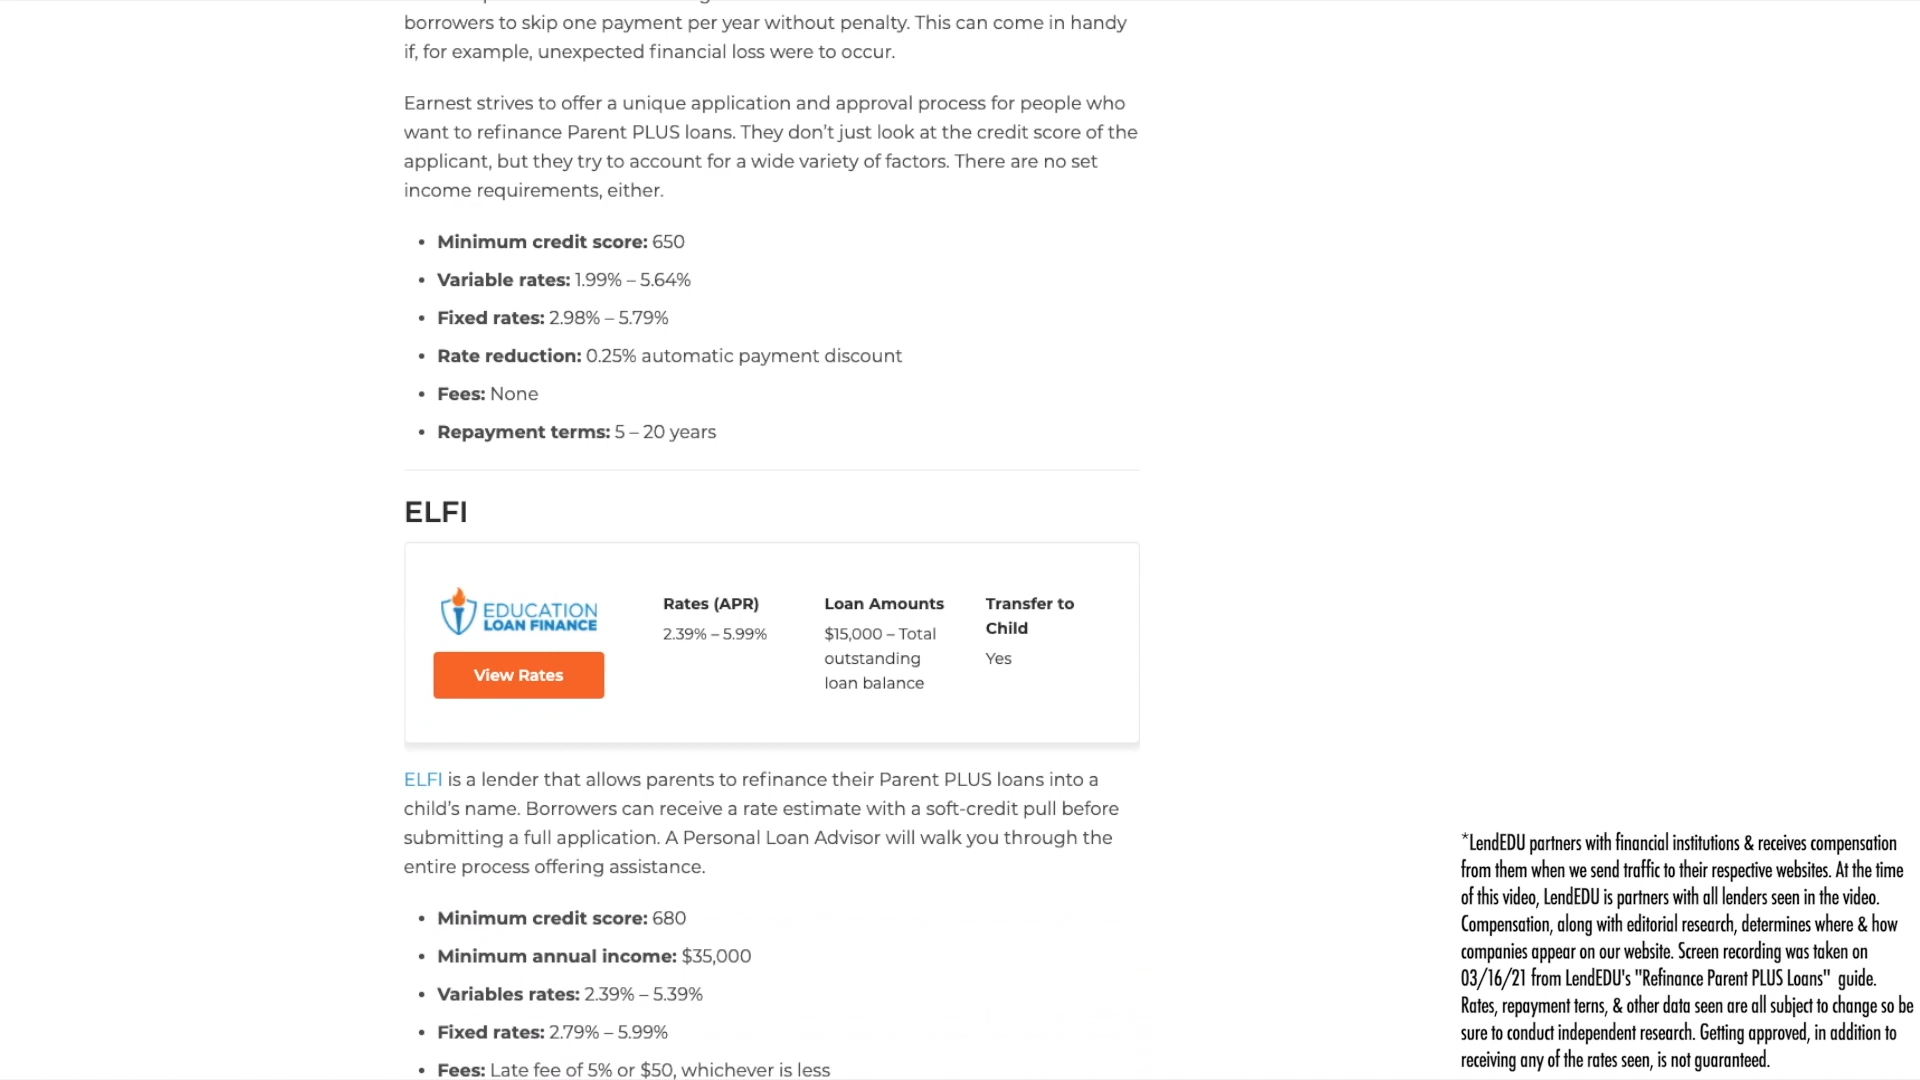 borrowers to skip one payment per year without penalty. This can come in handy
if, for example, unexpected financial loss were to occur.
Earnest strives to offer a unique application and approval process for people who
want to refinance Parent PLUS loans. They don’t just look at the credit score of the
applicant, but they try to account for a wide variety of factors. There are no set
income requirements, either.
• Minimum credit score: 650
• Variable rates: 1.99% – 5.64%
• Fixed rates: 2.98% – 5.79%
• Rate reduction: 0.25% automatic payment discount
• Fees: None
• Repayment terms: 5 – 20 years
ELFI
EDUCATION
LOAN FINANCE
View Rates
Rates (APR)
2.39% – 5.99%
Loan Amounts
$15,000 – Total
outstanding
loan balance
Transfer to
Child
Yes
ELFI is a lender that allows parents to refinance their Parent PLUS loans into a
child’s name. Borrowers can receive a rate estimate with a soft-credit pull before
submitting a full application. A Personal Loan Advisor will walk you through the
entire process offering assistance.
• Minimum credit score: 680
• Minimum annual income: $35,000
• Variables rates: 2.39% – 5.39%
• Fixed rates: 2.79% – 5.99%
• Fees: Late fee of 5% or $50, whichever is less
*LendEDU partners with financial institutions & receives compensation
from them when we send traffic to their respective websites. At the time
of this video, LendEDU is partners with all lenders seen in the video.
Compensation, along with editorial research, determines where & how
companies appear on our website. Screen recording was taken on
03/16/21 from LendEDU's "Refinance Parent PLUS Loans" guide.
Rates, repayment terns, & other data seen are all subject to change so be
sure to conduct independent research. Getting approved, in addition to
receiving any of the rates seen, is not guaranteed.